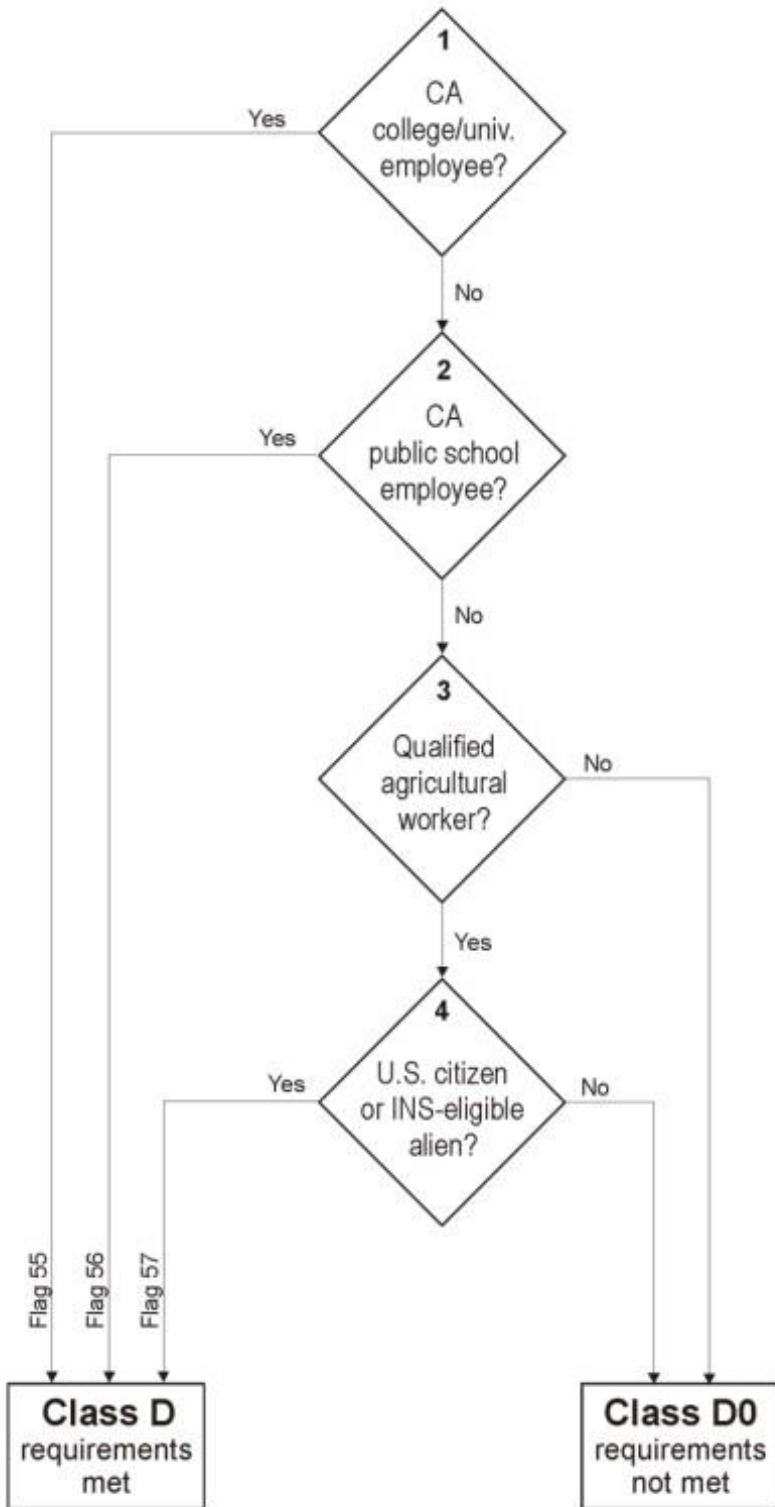 1
CA
college/univ.
employee?
Yes
No
2
CA
public school
employee?
Yes
No
3
Qualified
agricultural
worker?
No
Yes
4
U.S. citizen
or INS-eligible
alien?
Yes
No
Flag 55
Flag 56
Flag 57
Class D
requirements
met
Class D0
requirements
not met